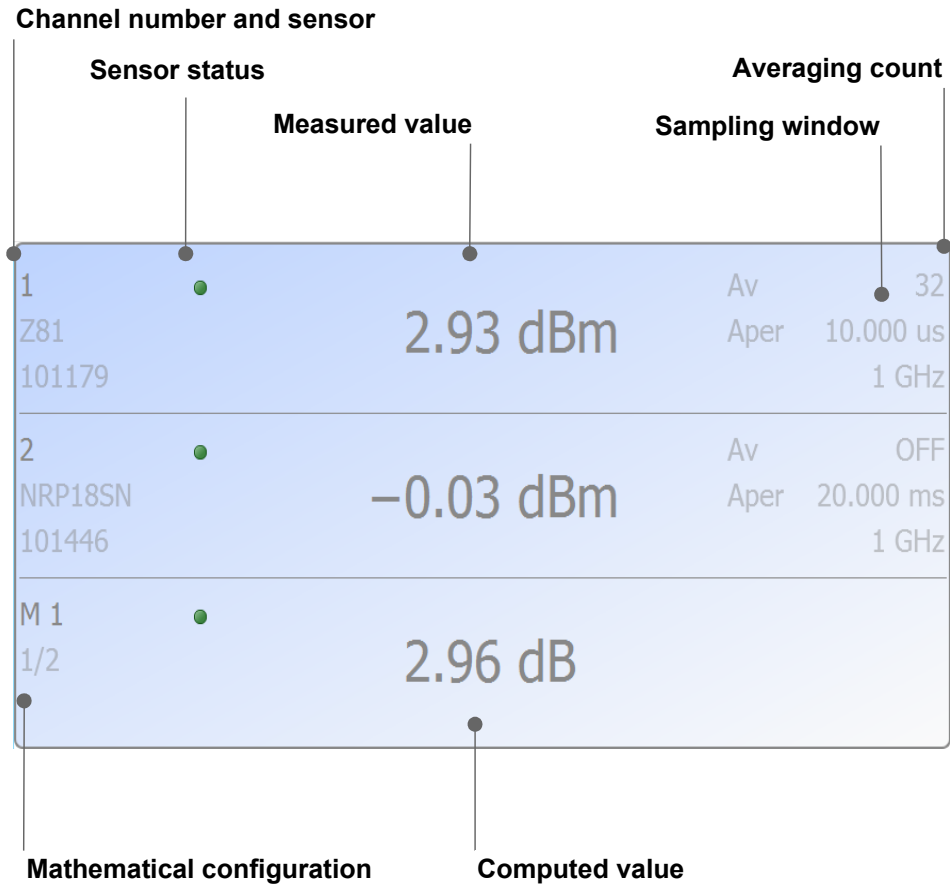 Channel number and sensor
Sensor status
Averaging count
Measured value
Sampling window
1
Av 32
Z81
2.93 dBm
Aper 10.000 us
101179
1 GHz
2
Av OFF
NRP18SN
−0.03 dBm
Aper 20.000 ms
101446
1 GHz
M 1
1/2
2.96 dB
Mathematical configuration
Computed value